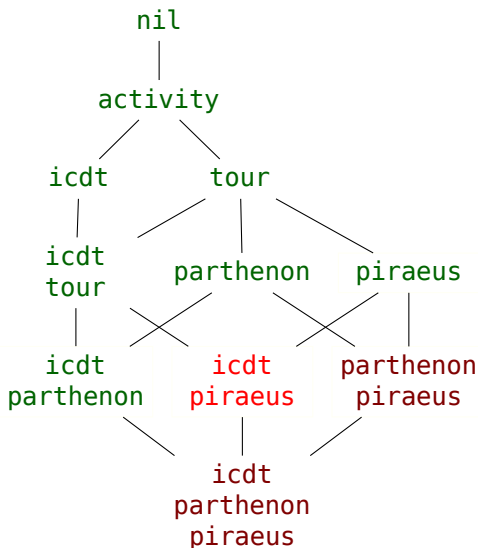 nil
activity
icdt
tour
icdt
tour
parthenon
piraeus
icdt
parthenon
icdt
piraeus
parthenon
piraeus
icdt
parthenon
piraeus